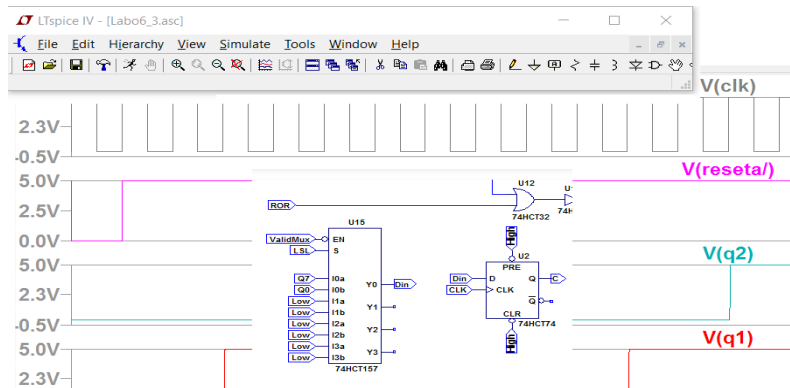 LTspice IV - [Labo6_3.asc]
File Edit Hierarchy View Simulate Tools Window Help
V(clk)
2.3V
-0.5V
V(reseta/)
5.0V
2.5V
0.0V
V(q2)
5.0V
2.3V
-0.5V
V(q1)
5.0V
2.3V
ROR
U12
74HCT32
74H
U15
ValidMux
EN
LSL
S
Q7
I0a
Y0
Din
Q0
I0b
Low
I1a
Y1
Low
I1b
Low
I2a
Y2
Low
I2b
Low
I3a
Y3
Low
I3b
74HCT157
High
U2
PRE
Din
D
Q
C
CLK
CLK
Q
CLR
74HCT74
High